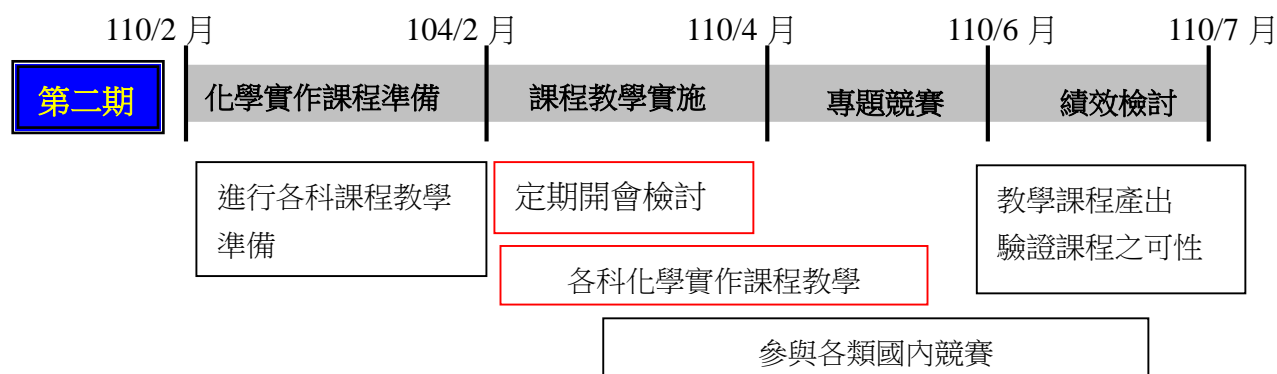 110/2 月 104/2 月 110/4 月 110/6 月 110/7 月
第二期 化學實作課程準備 課程教學實施 專題競賽 績效檢討
進行各科課程教學
準備
定期開會檢討
各科化學實作課程教學
教學課程產出
驗證課程之可性
參與各類國內競賽